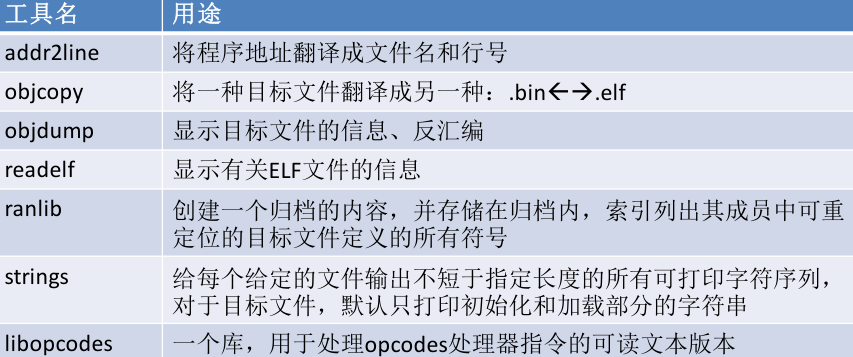 工具名 用途
addr2line 将程序地址翻译成文件名和行号
objcopy 将一种目标文件翻译成另一种：.bin←→.elf
objdump 显示目标文件的信息、反汇编
readelf 显示有关ELF文件的信息
ranlib 创建一个归档的内容，并存储在归档内，索引列出其成员中可重
定位的目标文件定义的所有符号
strings 给每个给定的文件输出不短于指定长度的所有可打印字符序列，
对于目标文件，默认只打印初始化和加载部分的字符串
libopcodes 一个库，用于处理opcodes处理器指令的可读文本版本